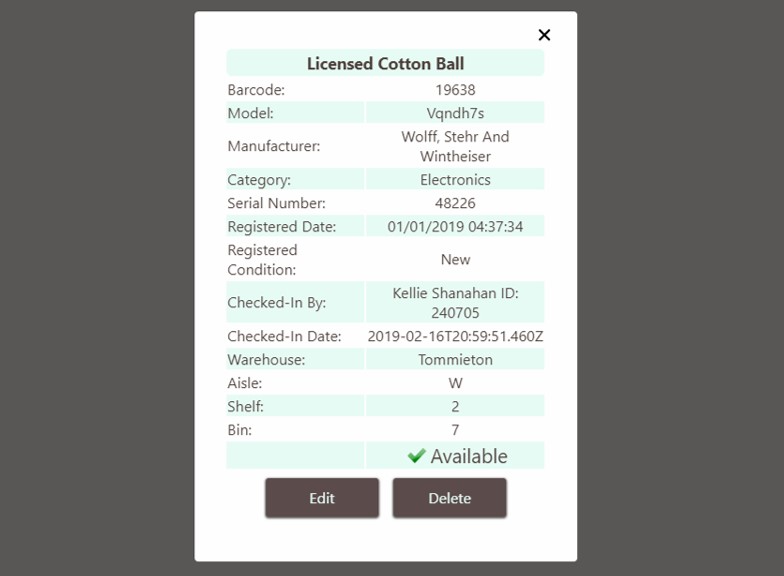 ×
Licensed Cotton Ball
Barcode: 19638
Model: Vqndh7s
Manufacturer: Wolff, Stehr And
Wintheiser
Category: Electronics
Serial Number: 48226
Registered Date: 01/01/2019 04:37:34
Registered
Condition: New
Checked-In By: Kellie Shanahan ID:
240705
Checked-In Date: 2019-02-16T20:59:51.460Z
Warehouse: Tommieton
Aisle: W
Shelf: 2
Bin: 7
Available
Edit Delete